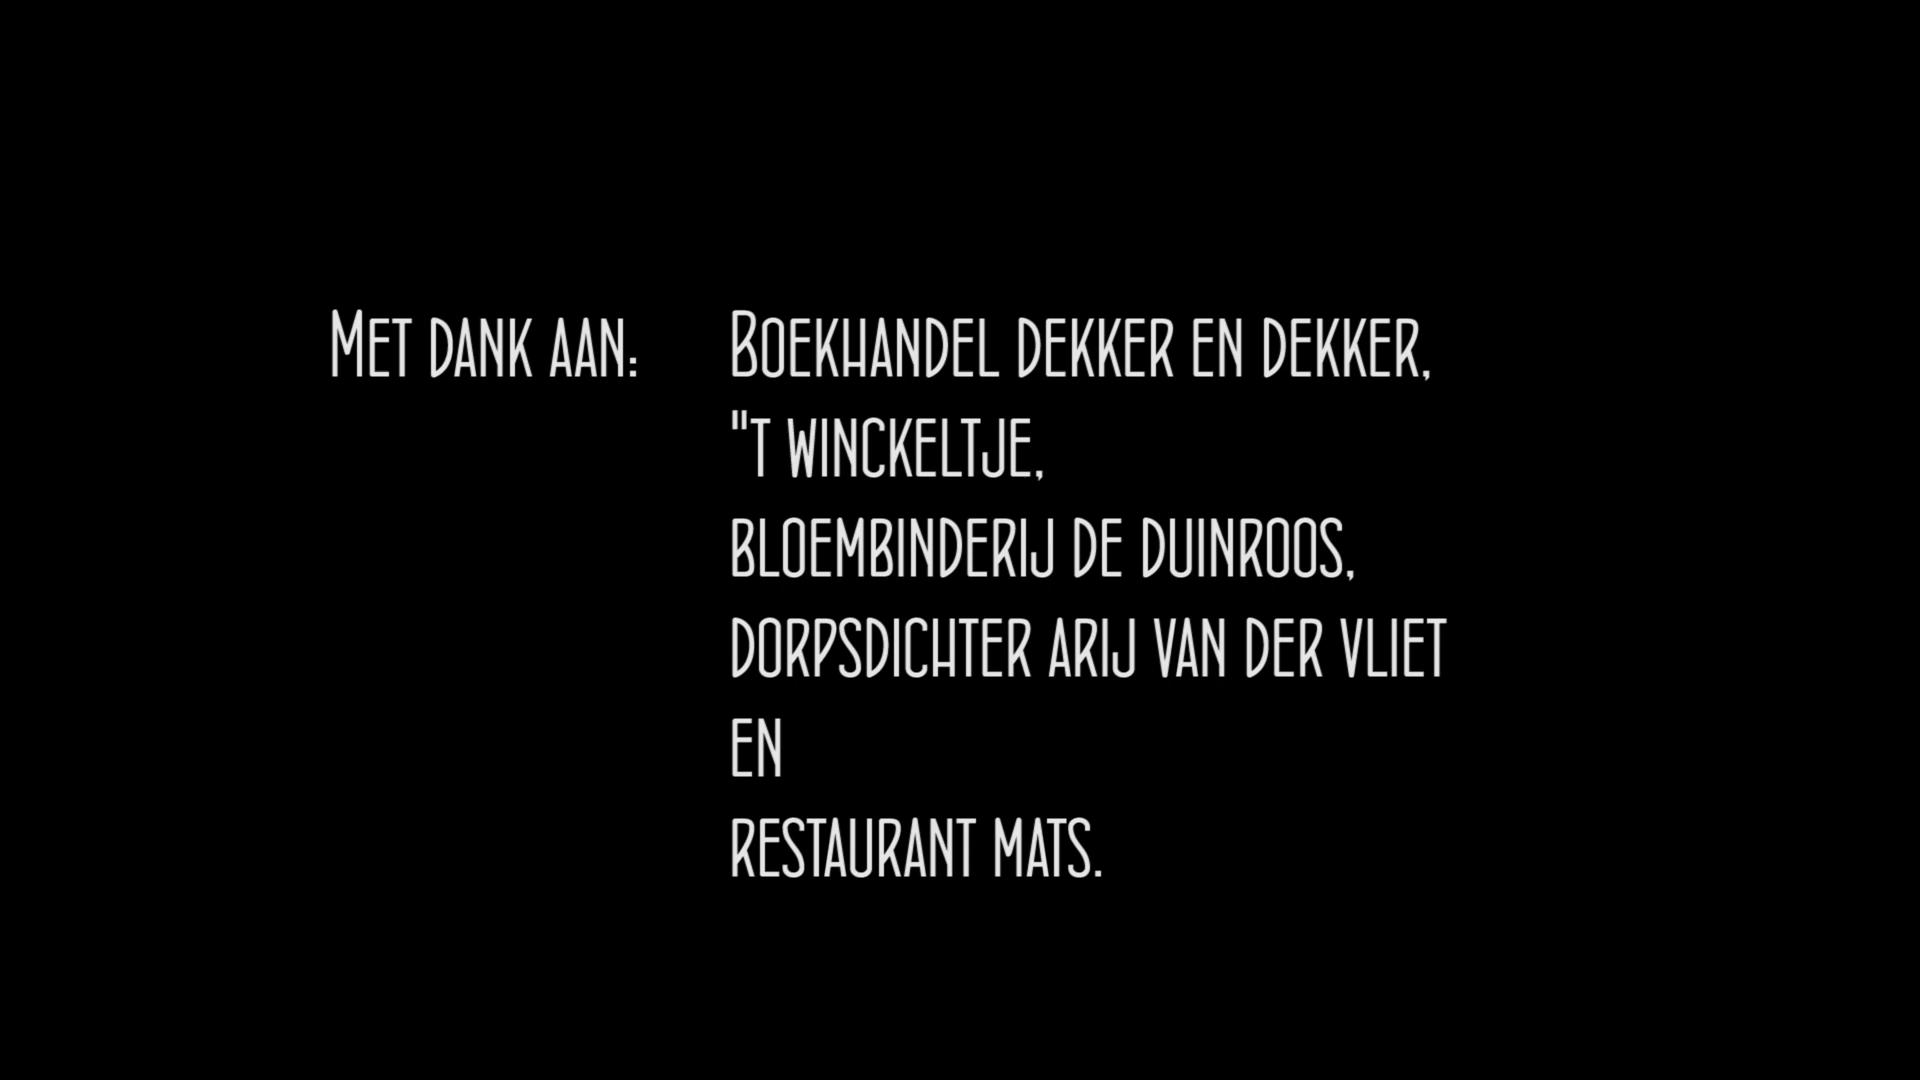 Met dank aan: Boekhandel dekker en dekker,
"t winckeltje,
bloembinderij de duinroos,
dorpsdichter arij van der vliet
en
restaurant mats.